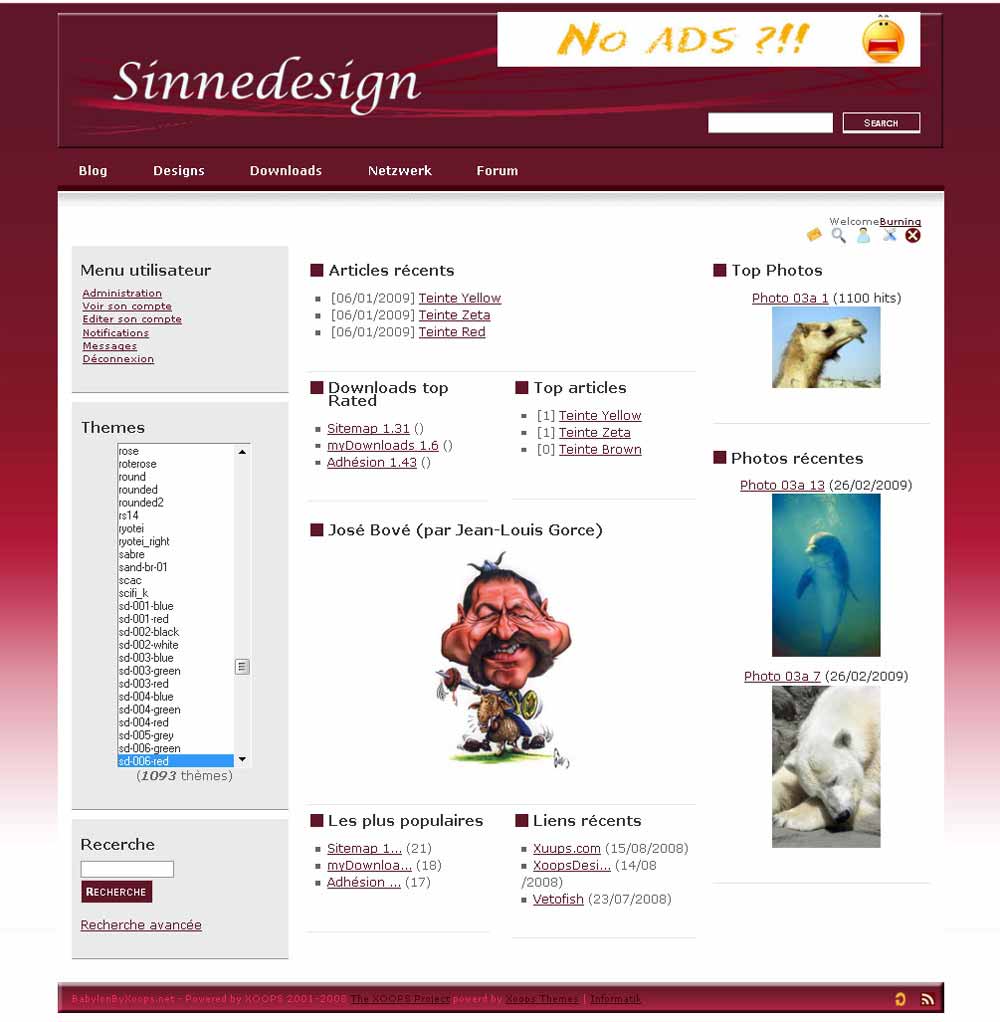 No ADS ?!!
Sinnedesign
SEARCH
Blog Designs Downloads Netzwerk Forum
WelcomeBurning
Menu utilisateur
Administration
Voir son compte
Editer son compte
Notifications
Messages
Déconnexion
Themes
rose
roterose
round
rounded
rounded2
rs14
ryotei
ryotei_right
sabre
sand-br-01
scac
scifi_k
sd-001-blue
sd-001-red
sd-002-black
sd-002-white
sd-003-blue
sd-003-green
sd-003-red
sd-004-blue
sd-004-green
sd-004-red
sd-005-grey
sd-006-green
sd-006-red
(1093 thèmes)
Recerche
RECHERCHE
Recherche avancée
Articles récents
[06/01/2009] Teinte Yellow
[06/01/2009] Teinte Zeta
[06/01/2009] Teinte Red
Downloads top
Rated
Sitemap 1.31 ()
myDownloads 1.6 ()
Adhésion 1.43 ()
Top articles
[1] Teinte Yellow
[1] Teinte Zeta
[0] Teinte Brown
José Bové (par Jean-Louis Gorce)
Les plus populaires
Sitemap 1... (21)
myDownloa... (18)
Adhésion ... (17)
Liens récents
Xuups.com (15/08/2008)
XoopsDesi... (14/08
/2008)
Vetofish (23/07/2008)
Top Photos
Photo 03a 1 (1100 hits)
Photos récentes
Photo 03a 13 (26/02/2009)
Photo 03a 7 (26/02/2009)
BabylonByXoops.net - Powered by XOOPS 2001-2008 The XOOPS Project powerd by Xoops Themes | Informatik